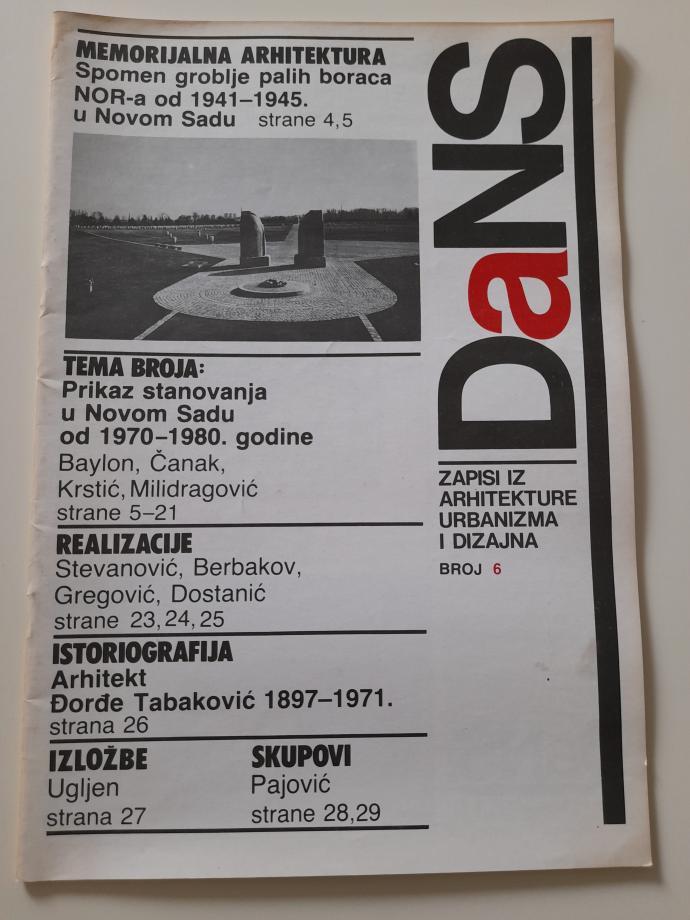 MEMORIJALNA ARHITEKTURA
Spomen groblje palih boraca
NOR-a od 1941–1945.
u Novom Sadu strane 4,5
TEMA BROJA:
Prikaz stanovanja
u Novom Sadu
od 1970–1980. godine
Baylon, Čanak,
Krstić, Milidragović
strane 5–21
REALIZACIJE
Stevanović, Berbakov,
Gregović, Dostanić
strane 23, 24, 25
ISTORIOGRAFIJA
Arhitekt
Đorđe Tabaković 1897–1971.
strana 26
IZLOŽBE
Ugljen
strana 27
SKUPOVI
Pajović
strane 28,29
DaNS
ZAPISI IZ
ARHITEKTURE
URBANIZMA
I DIZAJNA
BROJ 6